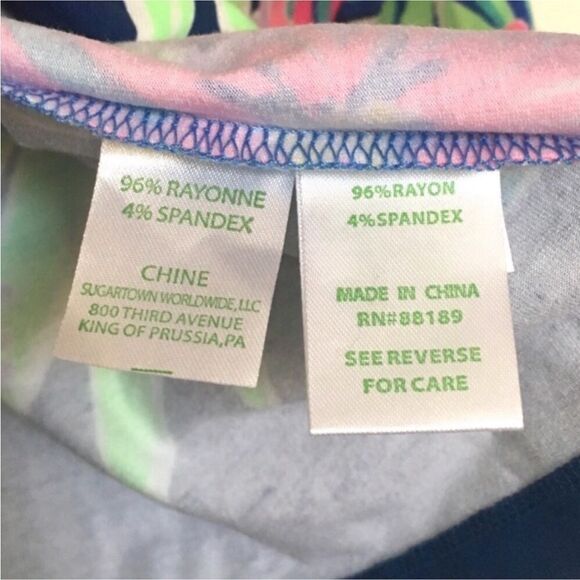 96% RAYONNE
4% SPANDEX
CHINE
SUGARTOWN WORLDWIDE, LLC
800 THIRD AVENUE
KING OF PRUSSIA, PA
96% RAYON
4% SPANDEX
MADE IN CHINA
RN#88189
SEE REVERSE
FOR CARE